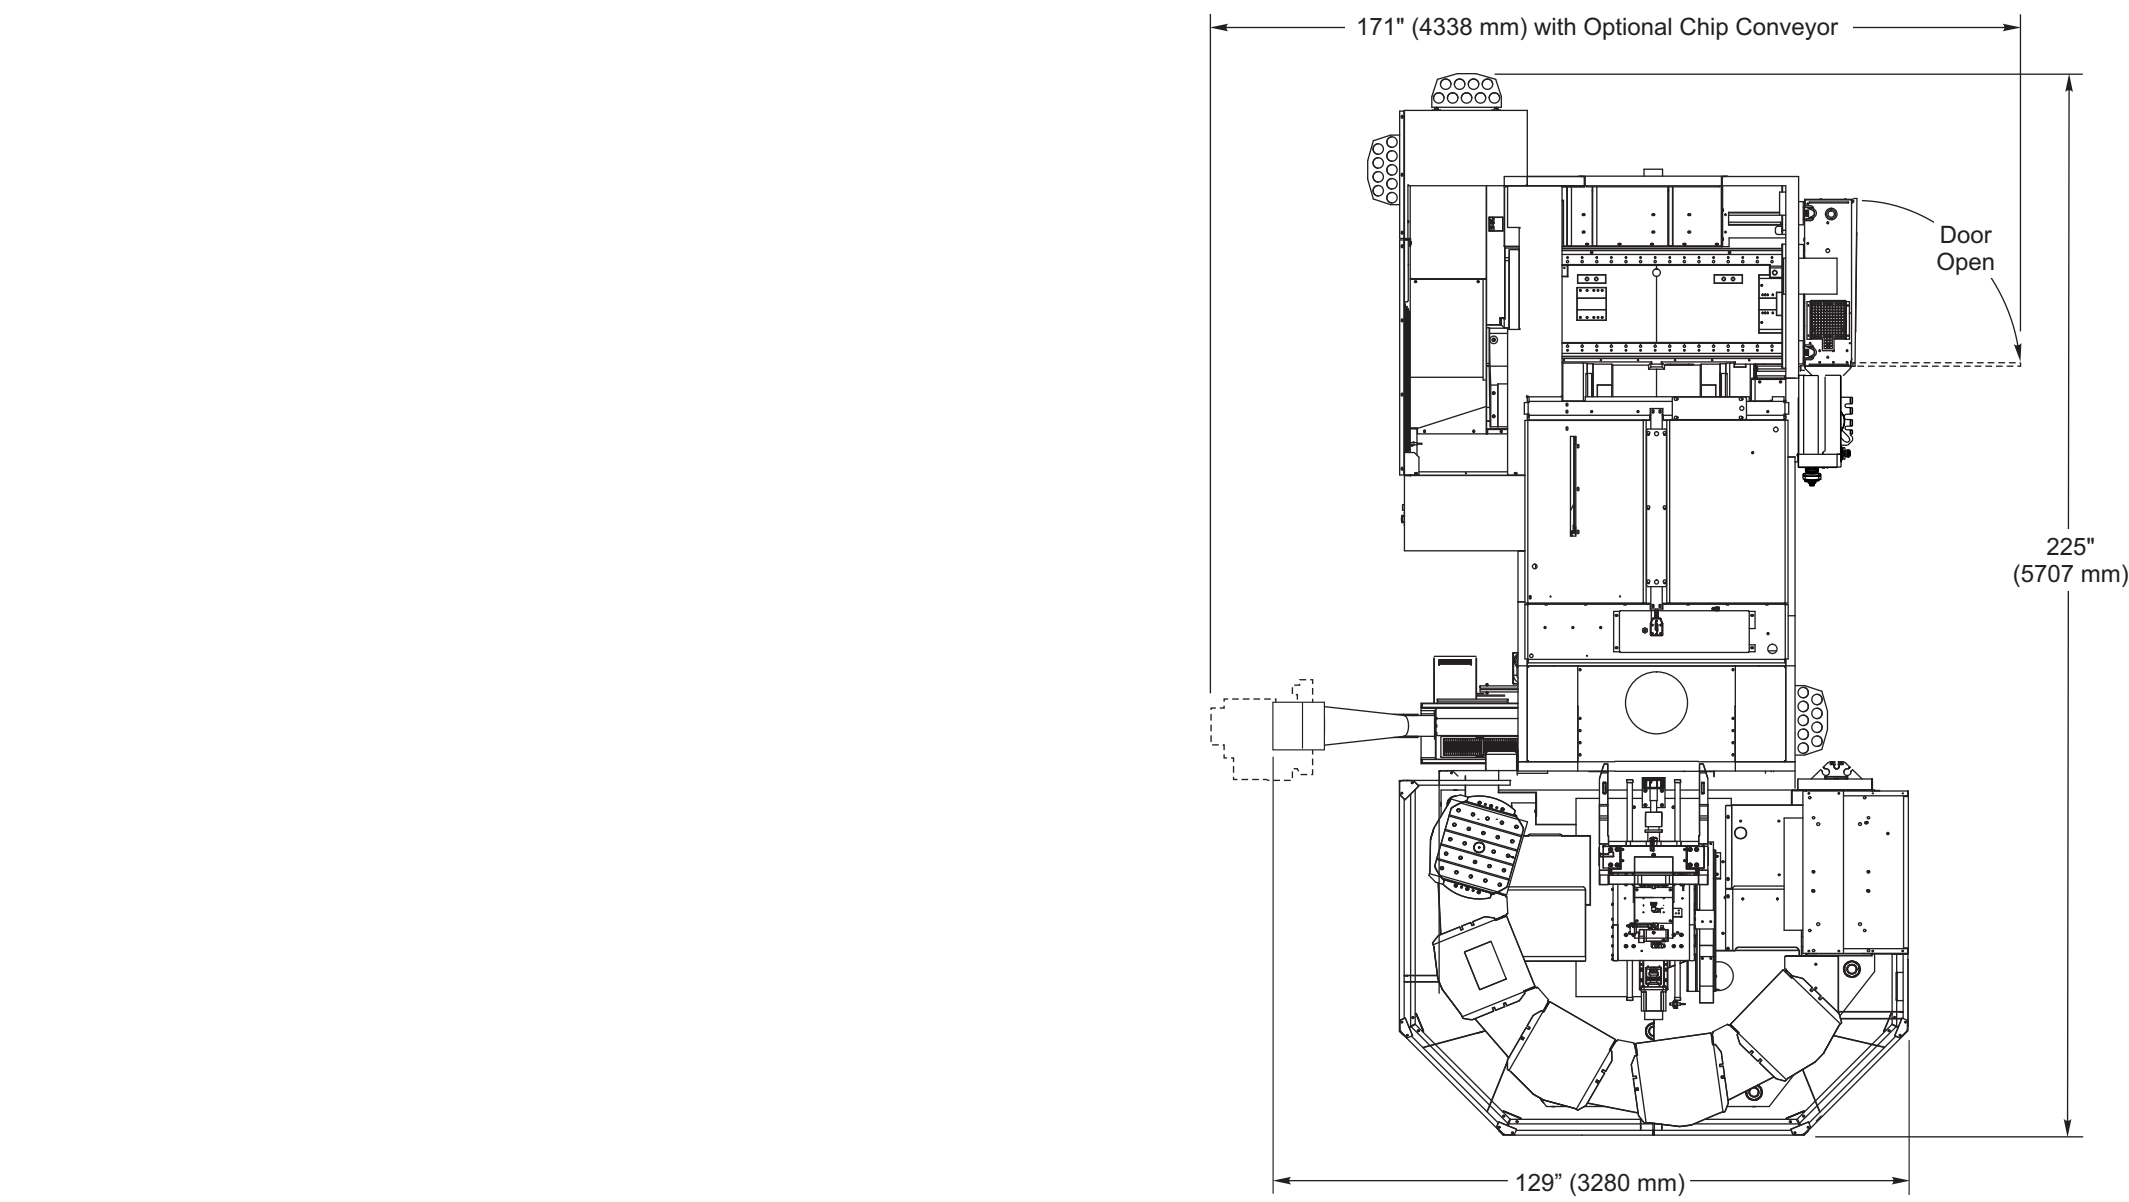 171" (4338 mm) with Optional Chip Conveyor
Door
Open
225"
(5707 mm)
129” (3280 mm)